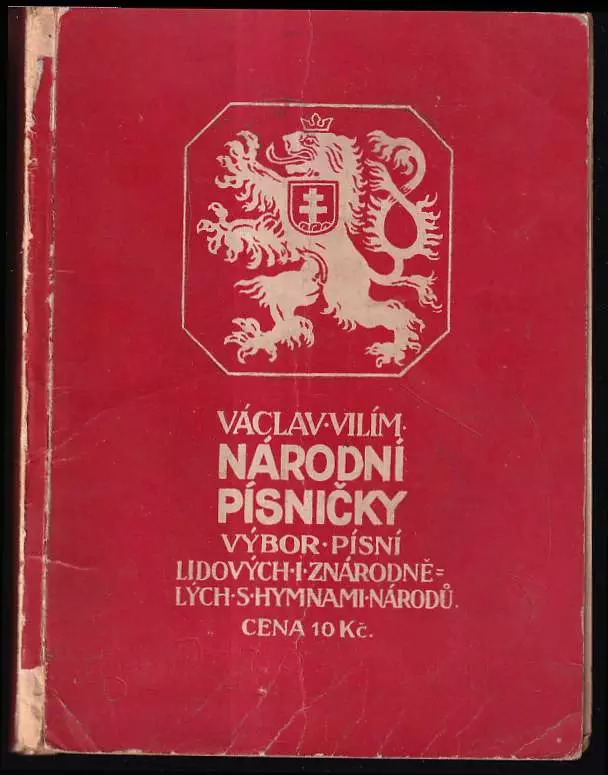 VÁCLAV·VILÍM·
NÁRODNÍ
PÍSNIČKY
VÝBOR·PÍSNÍ
LIDOVÝCH·I·ZNÁRODNĚ=
LÝCH·S·HYMNAMI·NÁRODŮ.
CENA 10 Kč.